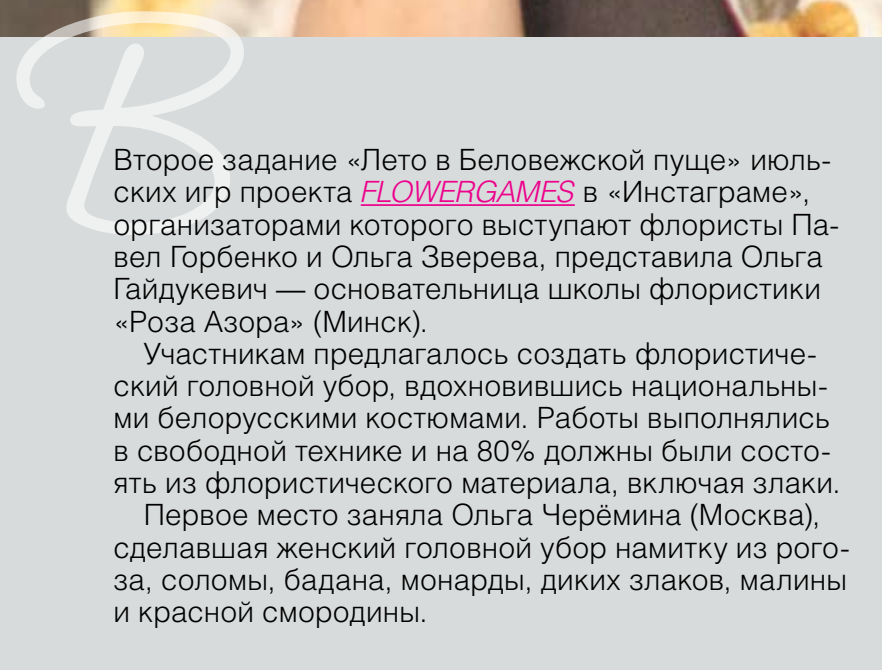 В
Второе задание «Лето в Беловежской пуще» июль-
ских игр проекта FLOWERGAMES в «Инстаграме»,
организаторами которого выступают флористы Па-
вел Горбенко и Ольга Зверева, представила Ольга
Гайдукевич — основательница школы флористики
«Роза Азора» (Минск).
Участникам предлагалось создать флористиче-
ский головной убор, вдохновившись национальны-
ми белорусскими костюмами. Работы выполнялись
в свободной технике и на 80% должны были состо-
ять из флористического материала, включая злаки.
Первое место заняла Ольга Черёмина (Москва),
сделавшая женский головной убор намитку из рого-
за, соломы, бадана, монарды, диких злаков, малины
и красной смородины.